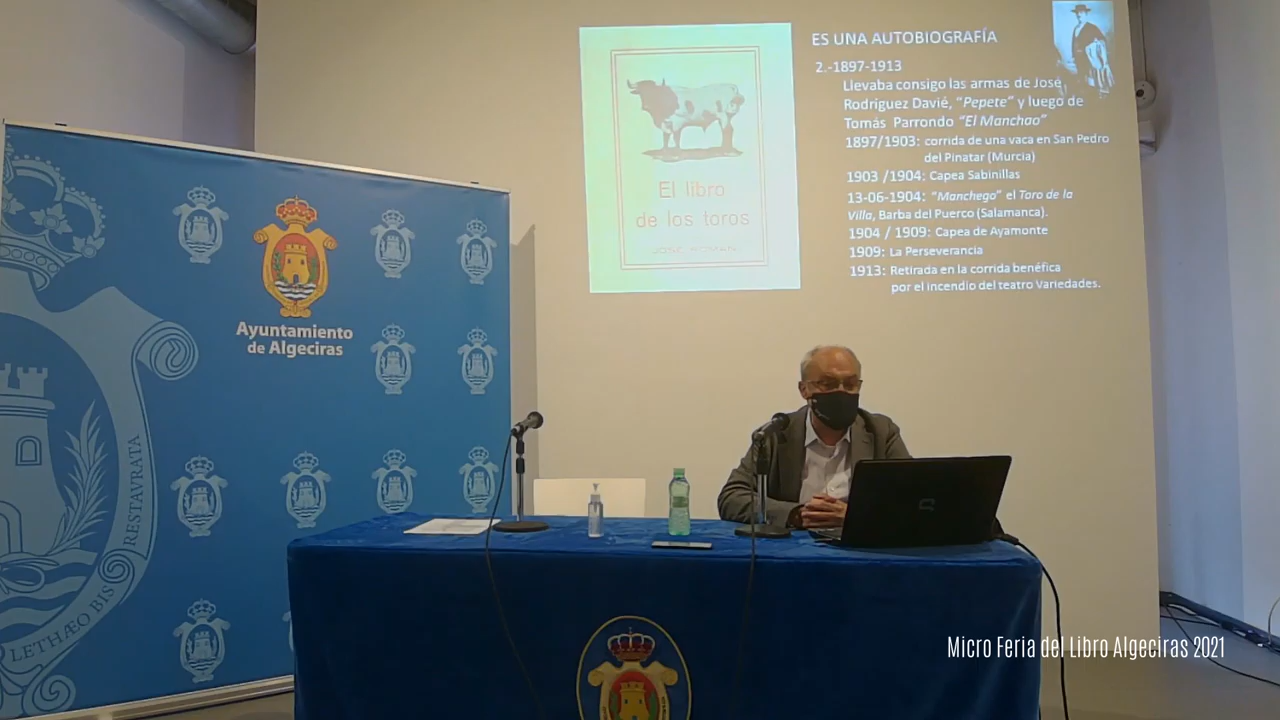 ES UNA AUTOBIOGRAFÍA
2.-1897-1913
Llevaba consigo las armas de José
Rodríguez Davié, “Pepete” y luego de
Tomás Parrondo “El Manchao”
1897/1903: corrida de una vaca en San Pedro
del Pinatar (Murcia)
1903 /1904: Capea Sabinillas
13-06-1904: “Manchego” el Toro de la
Villa, Barba del Puerco (Salamanca).
1904 / 1909: Capea de Ayamonte
1909: La Perseverancia
1913: Retirada en la corrida benéfica
por el incendio del teatro Variedades.
El libro
de los toros
Ayuntamiento
de Algeciras
LETHÆO BIS RESTAVRATA
Micro Feria del Libro Algeciras 2021